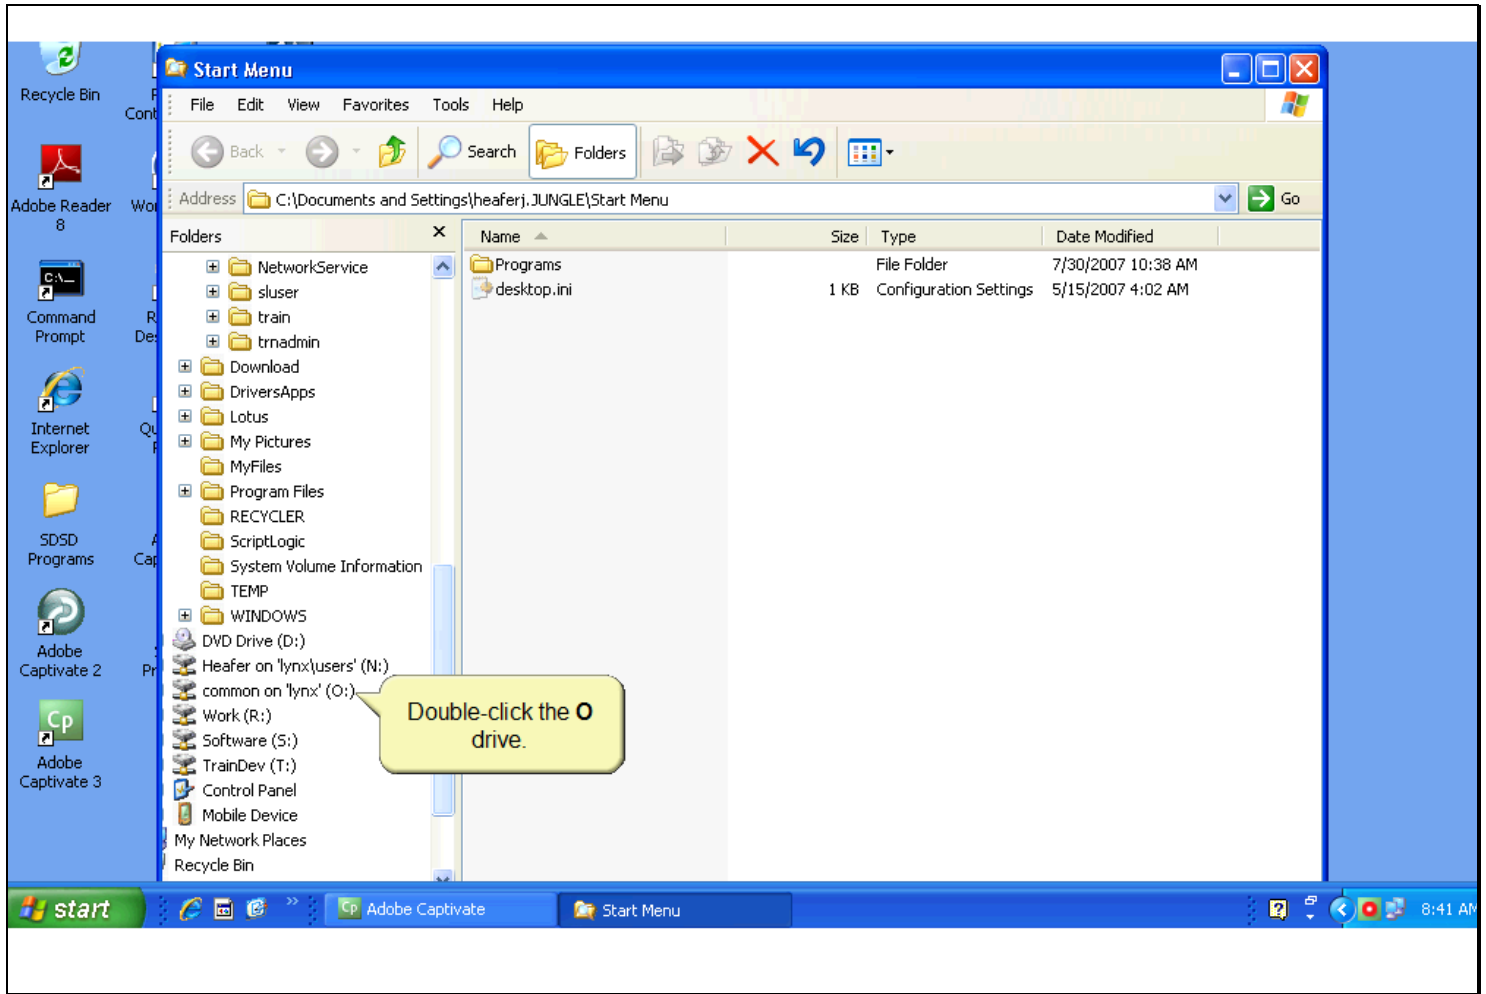 Recycle Bin
Cont
Adobe Reader
8
Wor
Command
Prompt
R
Des
Internet
Explorer
Qu
SDSD
Programs
Cap
Adobe
Captivate 2
Pr
Adobe
Captivate 3
Start Menu
File Edit View Favorites Tools Help
Back Search Folders
Address C:\Documents and Settings\heaferj.JUNGLE\Start Menu Go
Folders
NetworkService
sluser
train
trnadmin
Download
DriversApps
Lotus
My Pictures
MyFiles
Program Files
RECYCLER
ScriptLogic
System Volume Information
TEMP
WINDOWS
DVD Drive (D:)
Heafer on 'lynx\users' (N:)
common on 'lynx' (O:)
Work (R:)
Software (S:)
TrainDev (T:)
Control Panel
Mobile Device
My Network Places
Recycle Bin
Name Size Type Date Modified
Programs File Folder 7/30/2007 10:38 AM
desktop.ini 1 KB Configuration Settings 5/15/2007 4:02 AM
Double-click the O
drive.
start Adobe Captivate Start Menu 8:41 AM